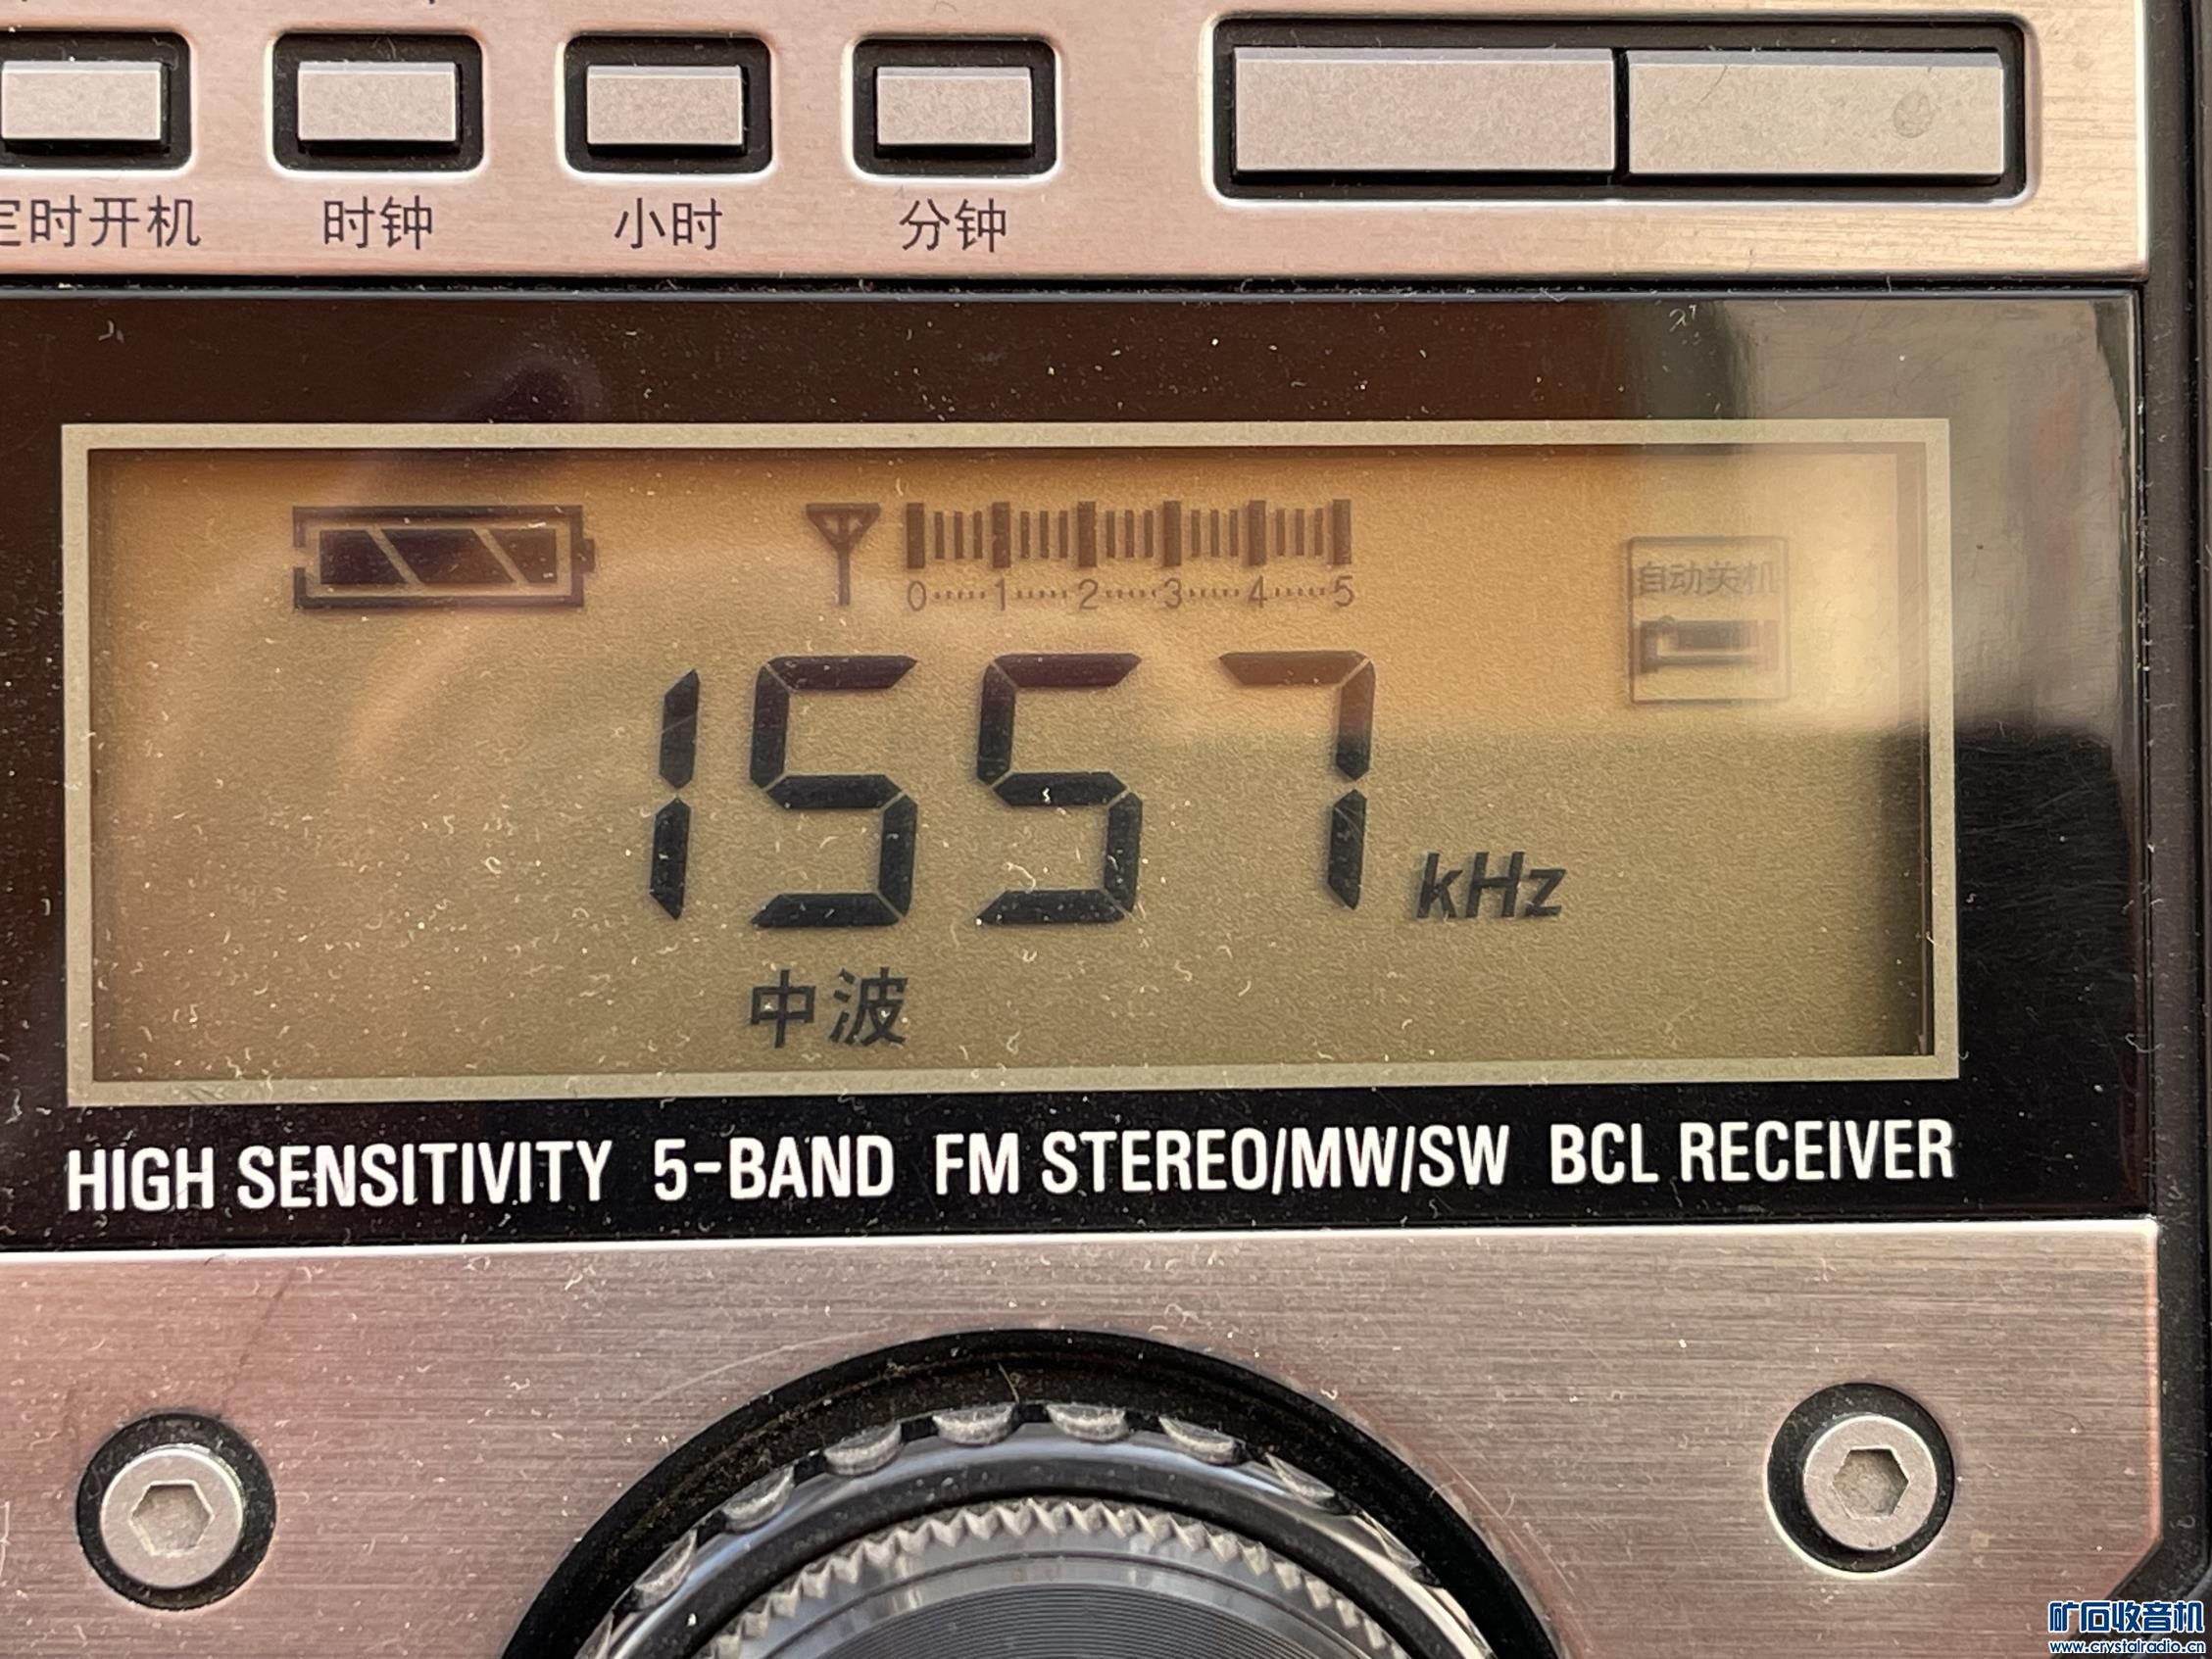 定时开机 时钟 小时 分钟
0 1 2 3 4 5
自动关机
1557 kHz
中波
HIGH SENSITIVITY 5-BAND FM STEREO/MW/SW BCL RECEIVER
矿石收音机
www.crystalradio.cn